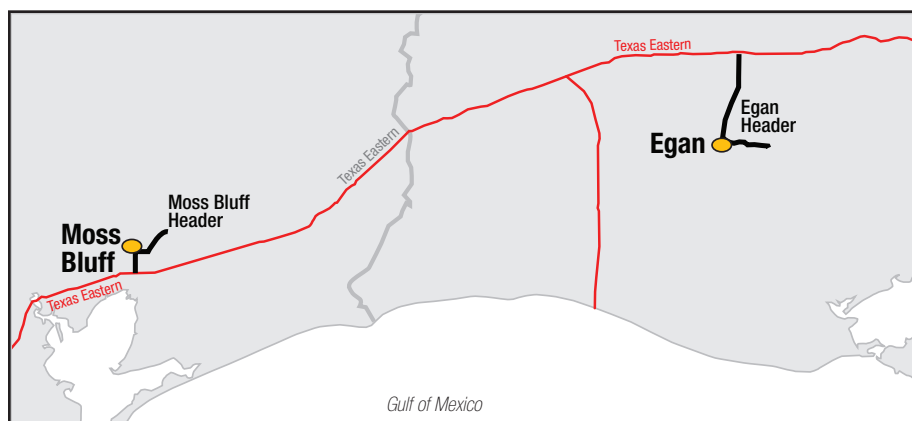 Texas Eastern
Egan
Header
Egan
Texas Eastern
Moss Bluff
Header
Moss
Bluff
Texas Eastern
Gulf of Mexico